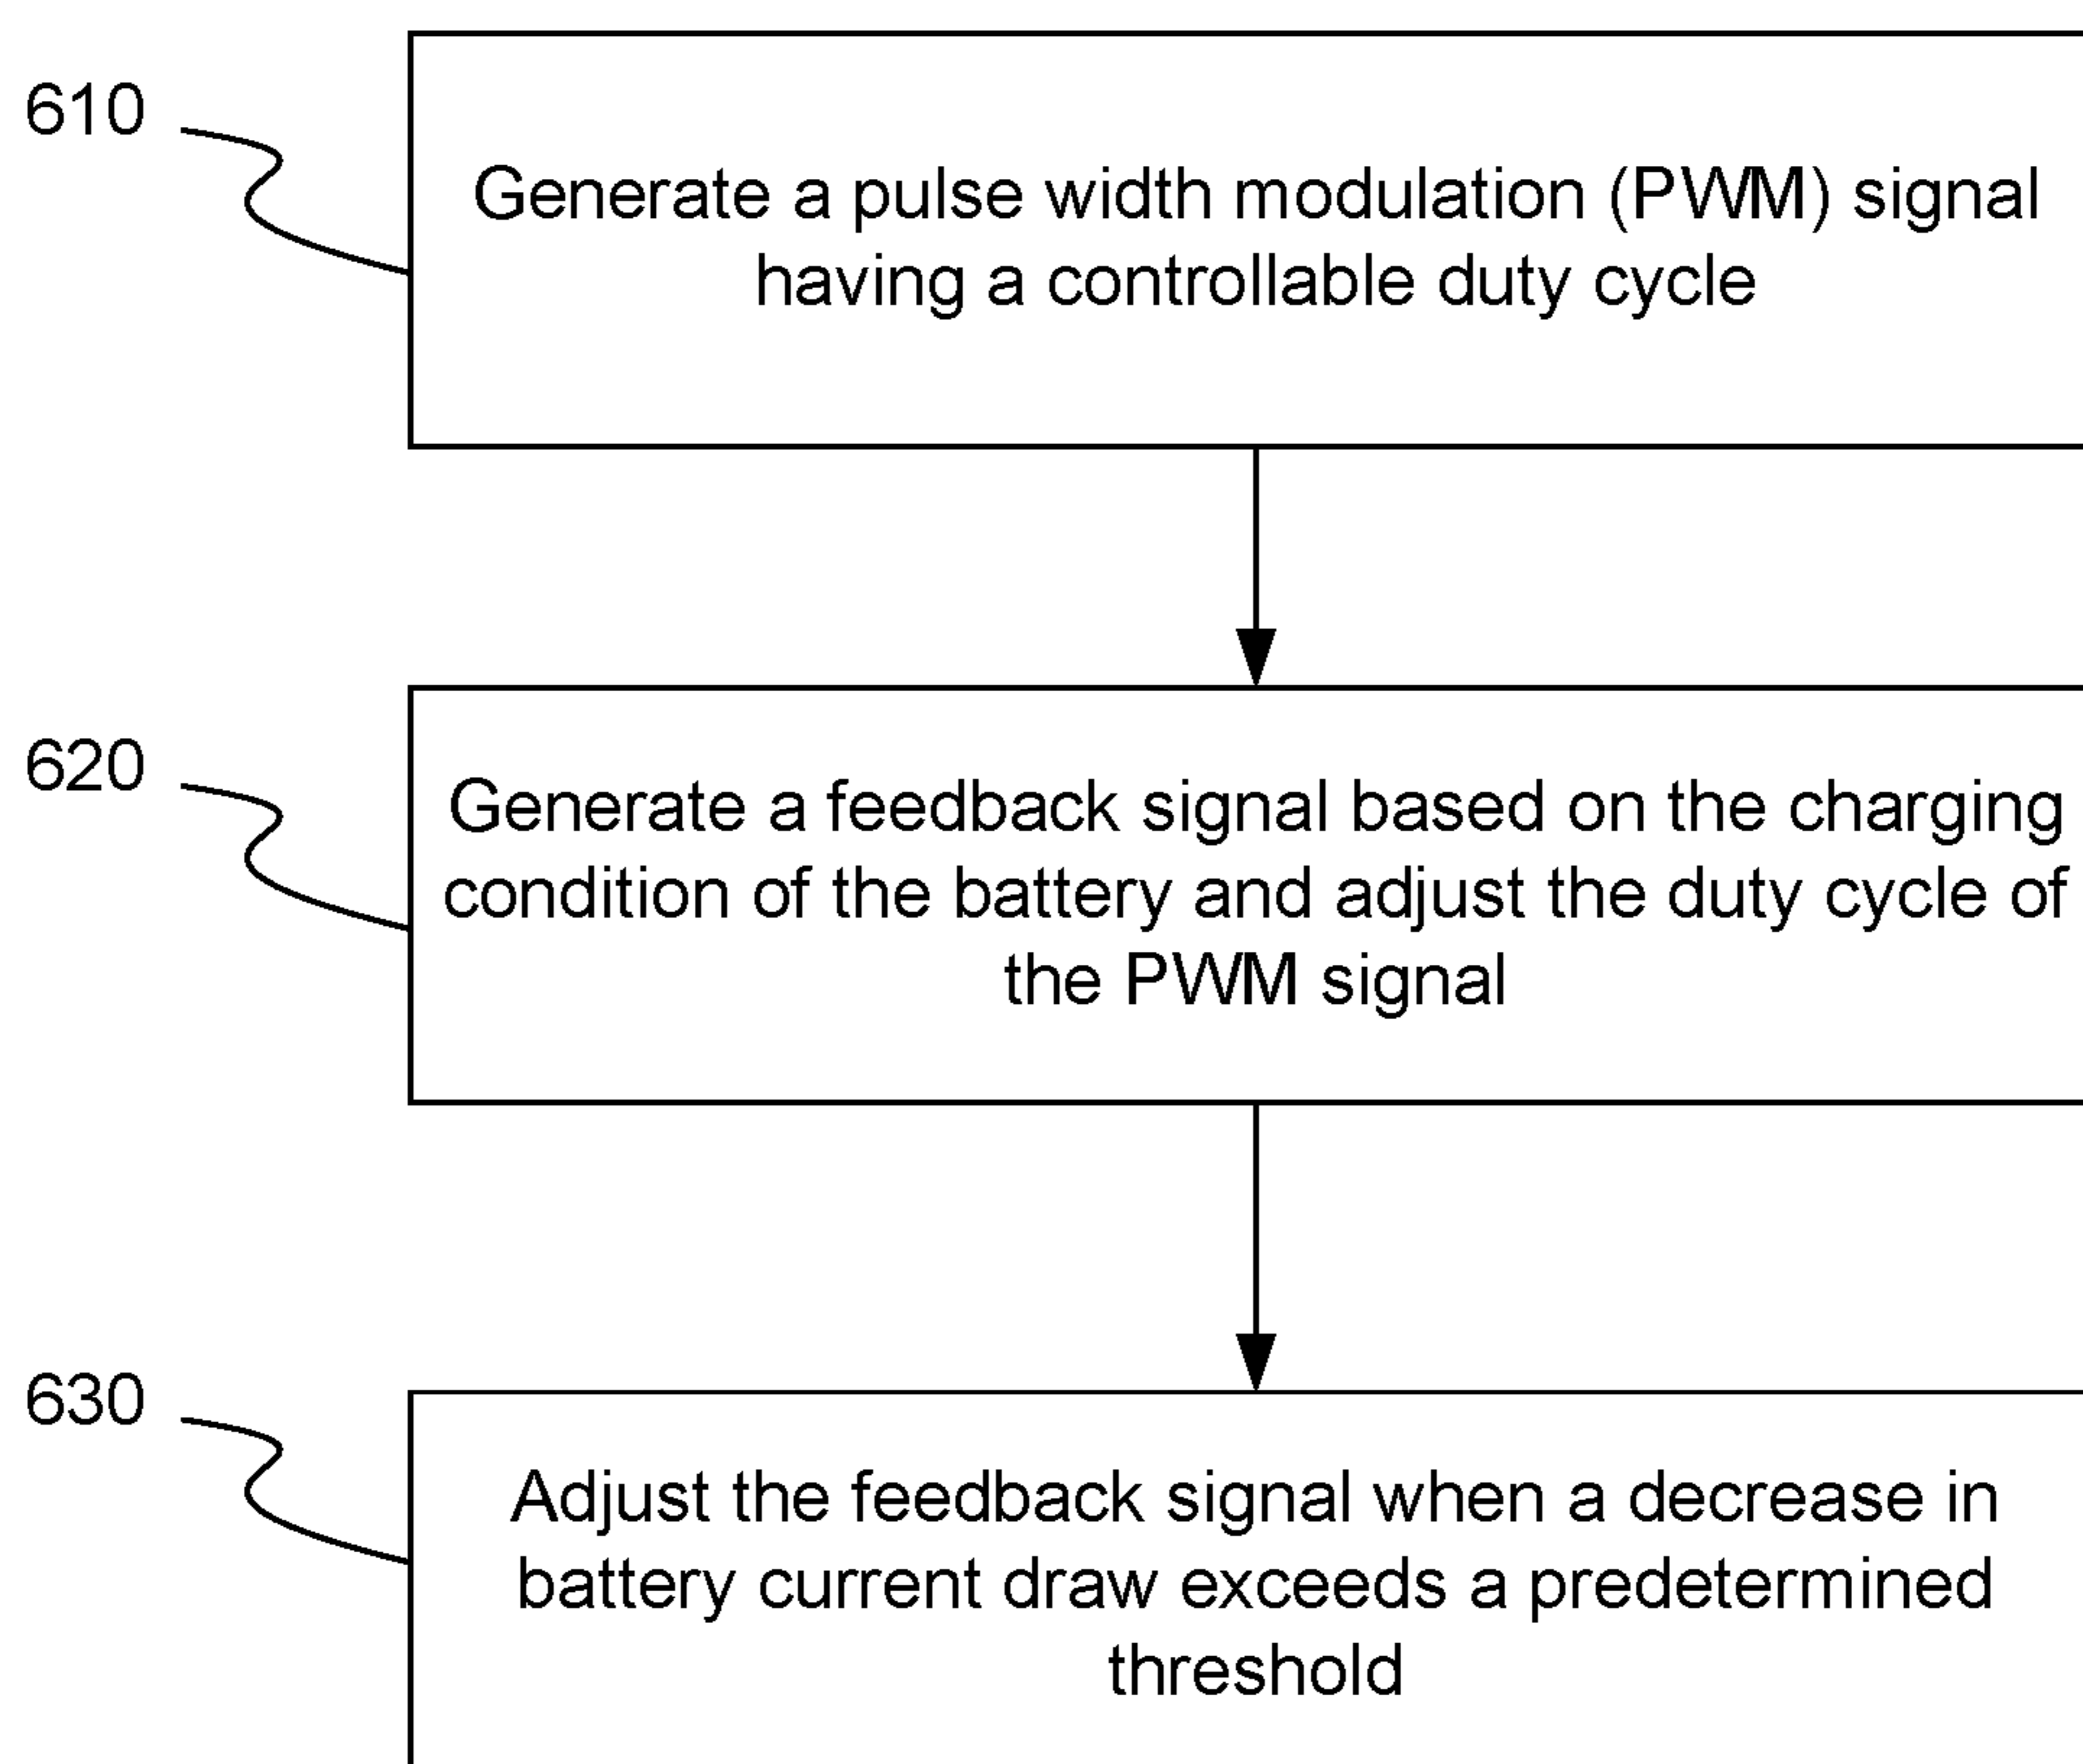 610
Generate a pulse width modulation (PWM) signal
having a controllable duty cycle
620
Generate a feedback signal based on the charging
condition of the battery and adjust the duty cycle of
the PWM signal
630
Adjust the feedback signal when a decrease in
battery current draw exceeds a predetermined
threshold